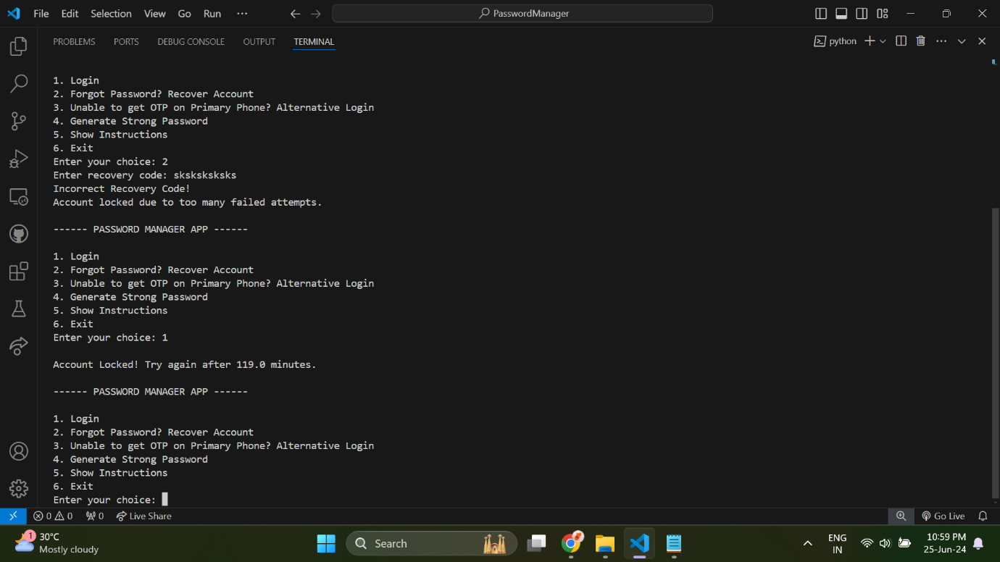 File Edit Selection View Go Run ··· PasswordManager
PROBLEMS PORTS DEBUG CONSOLE OUTPUT TERMINAL python
1. Login
2. Forgot Password? Recover Account
3. Unable to get OTP on Primary Phone? Alternative Login
4. Generate Strong Password
5. Show Instructions
6. Exit
Enter your choice: 2
Enter recovery code: sksksksksks
Incorrect Recovery Code!
Account locked due to too many failed attempts.
------ PASSWORD MANAGER APP ------
1. Login
2. Forgot Password? Recover Account
3. Unable to get OTP on Primary Phone? Alternative Login
4. Generate Strong Password
5. Show Instructions
6. Exit
Enter your choice: 1
Account Locked! Try again after 119.0 minutes.
------ PASSWORD MANAGER APP ------
1. Login
2. Forgot Password? Recover Account
3. Unable to get OTP on Primary Phone? Alternative Login
4. Generate Strong Password
5. Show Instructions
6. Exit
Enter your choice:
0 0 0 Live Share Go Live
1 30°C
Mostly cloudy
Search
ENG
IN
10:59 PM
25-Jun-24